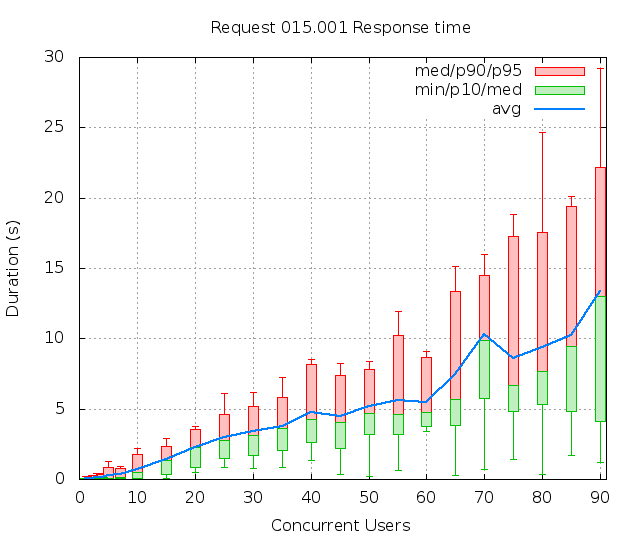 Request 015.001 Response time
30
25
20
15
10
5
0
Duration (s)
med/p90/p95
min/p10/med
avg
0 10 20 30 40 50 60 70 80 90
Concurrent Users